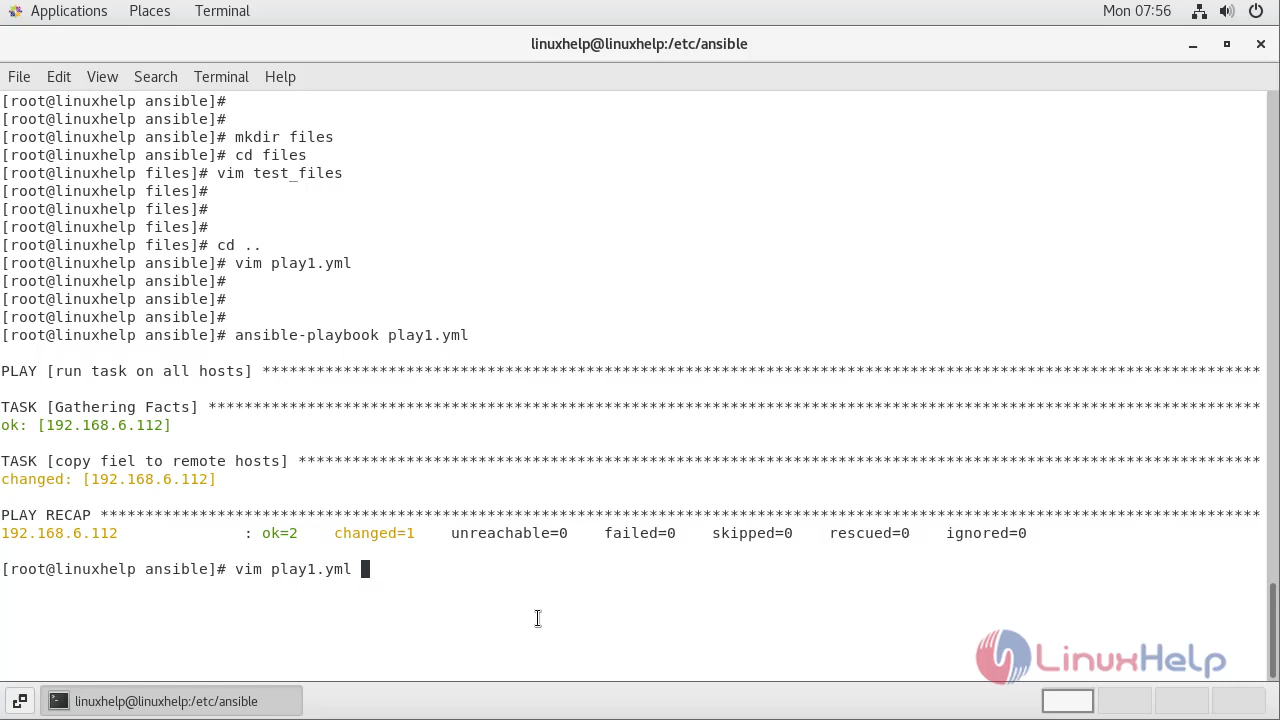 Applications Places Terminal Mon 07:56
linuxhelp@linuxhelp:/etc/ansible
File Edit View Search Terminal Help
[root@linuxhelp ansible]#
[root@linuxhelp ansible]#
[root@linuxhelp ansible]# mkdir files
[root@linuxhelp ansible]# cd files
[root@linuxhelp files]# vim test_files
[root@linuxhelp files]#
[root@linuxhelp files]#
[root@linuxhelp files]#
[root@linuxhelp files]# cd ..
[root@linuxhelp ansible]# vim play1.yml
[root@linuxhelp ansible]#
[root@linuxhelp ansible]#
[root@linuxhelp ansible]#
[root@linuxhelp ansible]# ansible-playbook play1.yml
PLAY [run task on all hosts] ***************************************************************************************************************
TASK [Gathering Facts] *********************************************************************************************************************
ok: [192.168.6.112]
TASK [copy fiel to remote hosts] ***********************************************************************************************************
changed: [192.168.6.112]
PLAY RECAP *********************************************************************************************************************************
192.168.6.112 : ok=2 changed=1 unreachable=0 failed=0 skipped=0 rescued=0 ignored=0
[root@linuxhelp ansible]# vim play1.yml
LinuxHelp
linuxhelp@linuxhelp:/etc/ansible